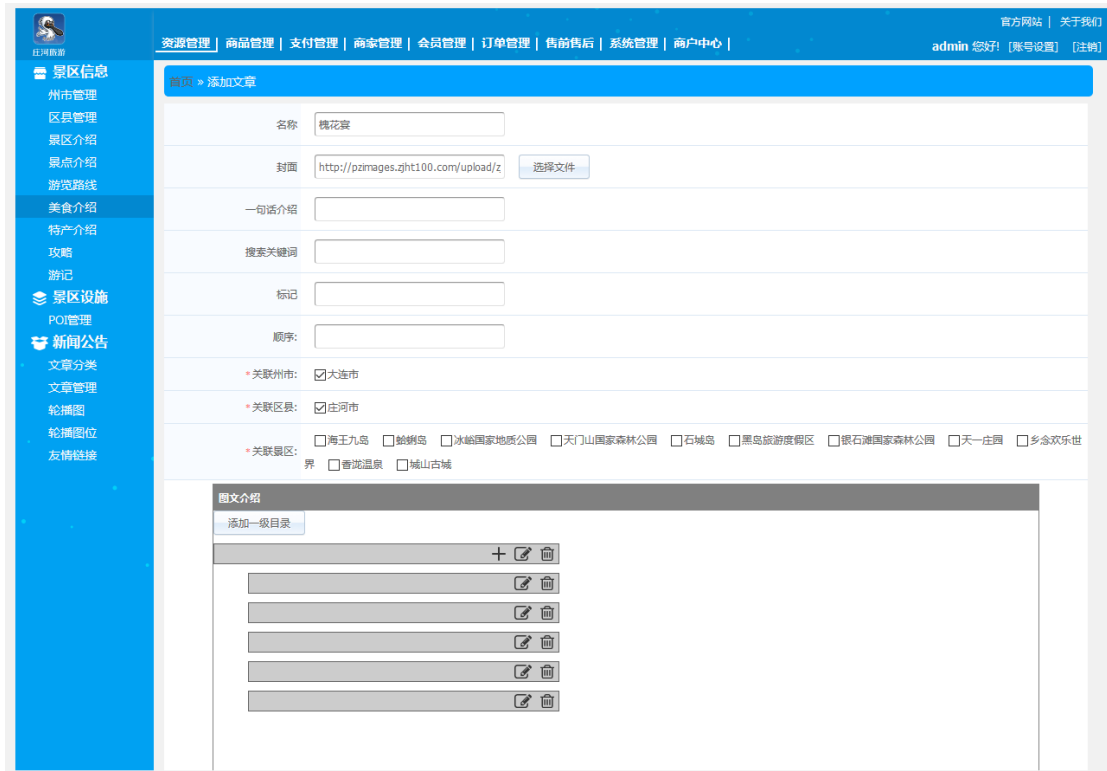 官方网站 | 关于我们
庄河旅游
资源管理 | 商品管理 | 支付管理 | 商家管理 | 会员管理 | 订单管理 | 售前售后 | 系统管理 | 商户中心 |
admin 您好! [账号设置] [注销]
景区信息
州市管理
区县管理
景区介绍
景点介绍
游览路线
美食介绍
特产介绍
攻略
游记
景区设施
POI管理
新闻公告
文章分类
文章管理
轮播图
轮播图位
友情链接
首页 » 添加文章
名称 槐花宴
封面 http://pzimages.zjht100.com/upload/z 选择文件
一句话介绍
搜索关键词
标记
顺序:
*关联州市: 大连市
*关联区县: 庄河市
*关联景区: 海王九岛 蛤蜊岛 冰峪国家地质公园 天门山国家森林公园 石城岛 黑岛旅游度假区 银石滩国家森林公园 天一庄园 乡念欢乐世
界 香泷温泉 城山古城
图文介绍
添加一级目录